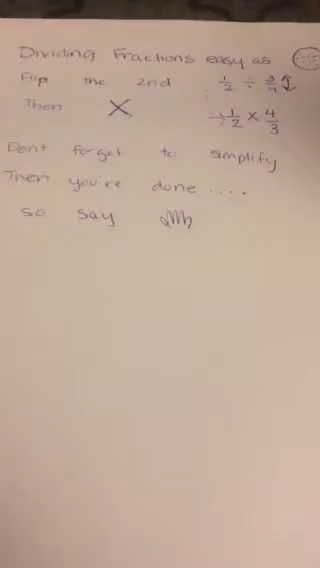 Dividing Fractions easy as
Flip the 2nd 1/2 ÷ 3/4
Then X → 1/2 × 4/3
Dont forget to simplify
Then you're done ....
so say